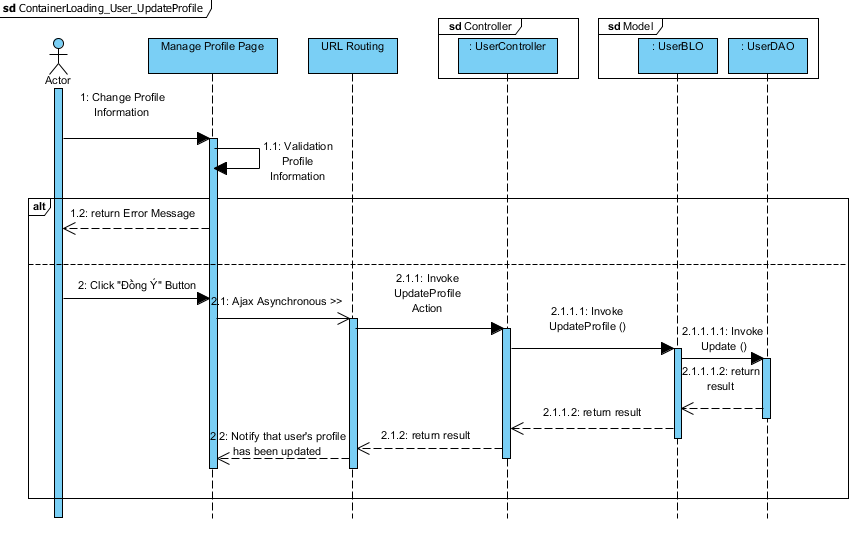 sd ContainerLoading_User_UpdateProfile
sd Controller
sd Model
Manage Profile Page
URL Routing
: UserController
: UserBLO
: UserDAO
Actor
1: Change Profile
Information
1.1: Validation
Profile
Information
alt
1.2: return Error Message
2: Click "Đồng Ý" Button
2.1: Ajax Asynchronous >>
2.1.1: Invoke
UpdateProfile
Action
2.1.1.1: Invoke
UpdateProfile ()
2.1.1.1.1: Invoke
Update ()
2.1.1.1.2: return
result
2.1.1.2: return result
2.1.2: return result
2.2: Notify that user's profile
has been updated